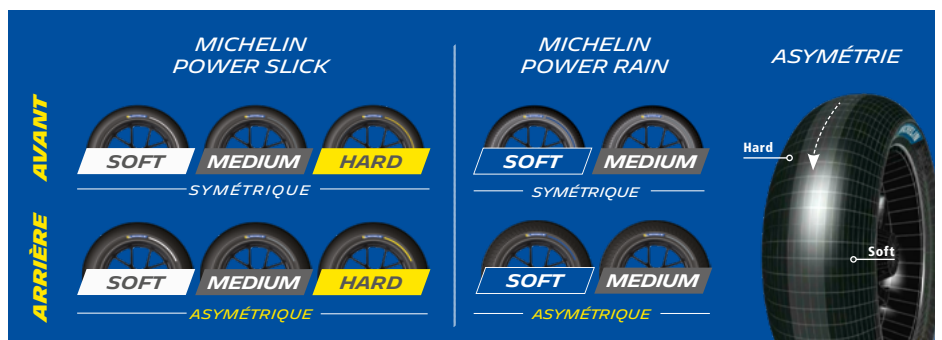 MICHELIN
POWER SLICK
MICHELIN
POWER RAIN
ASYMÉTRIE
AVANT
SOFT MEDIUM HARD
SYMÉTRIQUE
SOFT MEDIUM
SYMÉTRIQUE
ARRIÈRE
SOFT MEDIUM HARD
ASYMÉTRIQUE
SOFT MEDIUM
ASYMÉTRIQUE
Hard
Soft